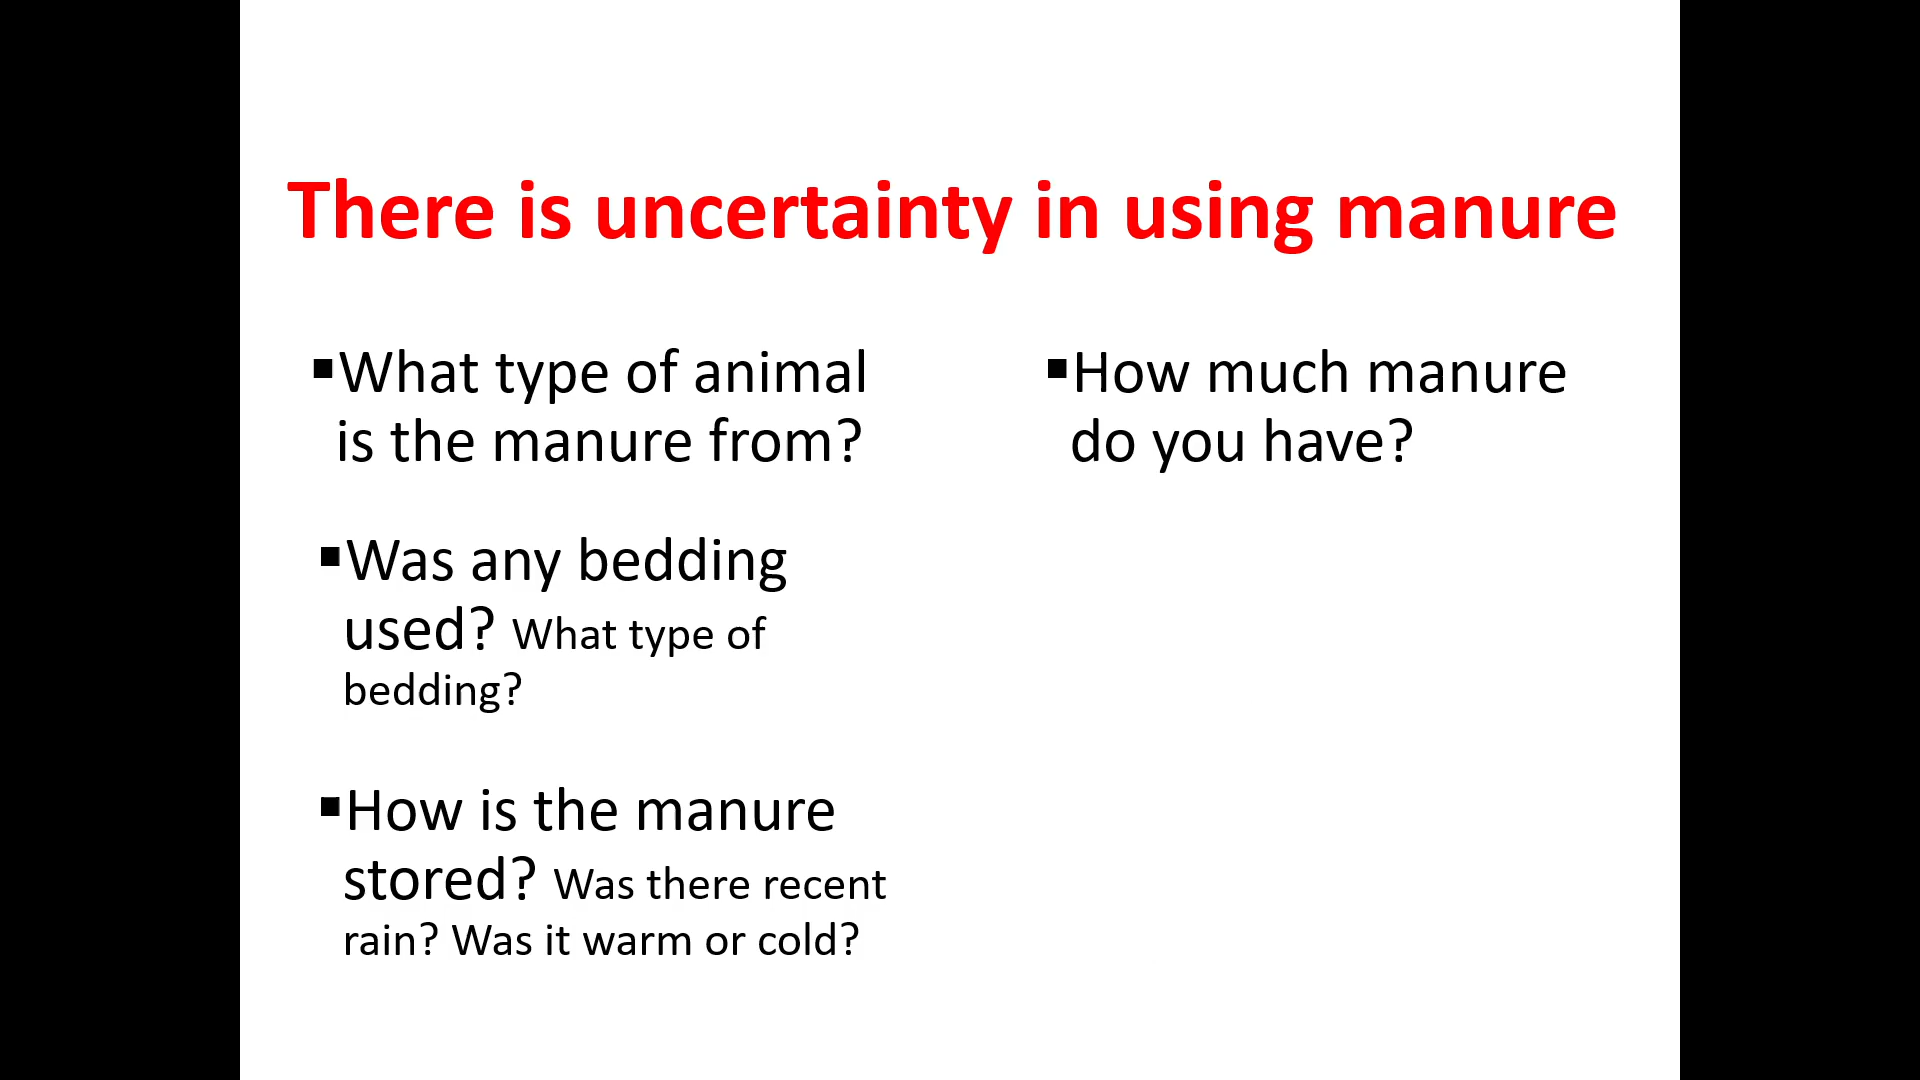 There is uncertainty in using manure
▪What type of animal
is the manure from?
▪Was any bedding
used? What type of
bedding?
▪How is the manure
stored? Was there recent
rain? Was it warm or cold?
▪How much manure
do you have?